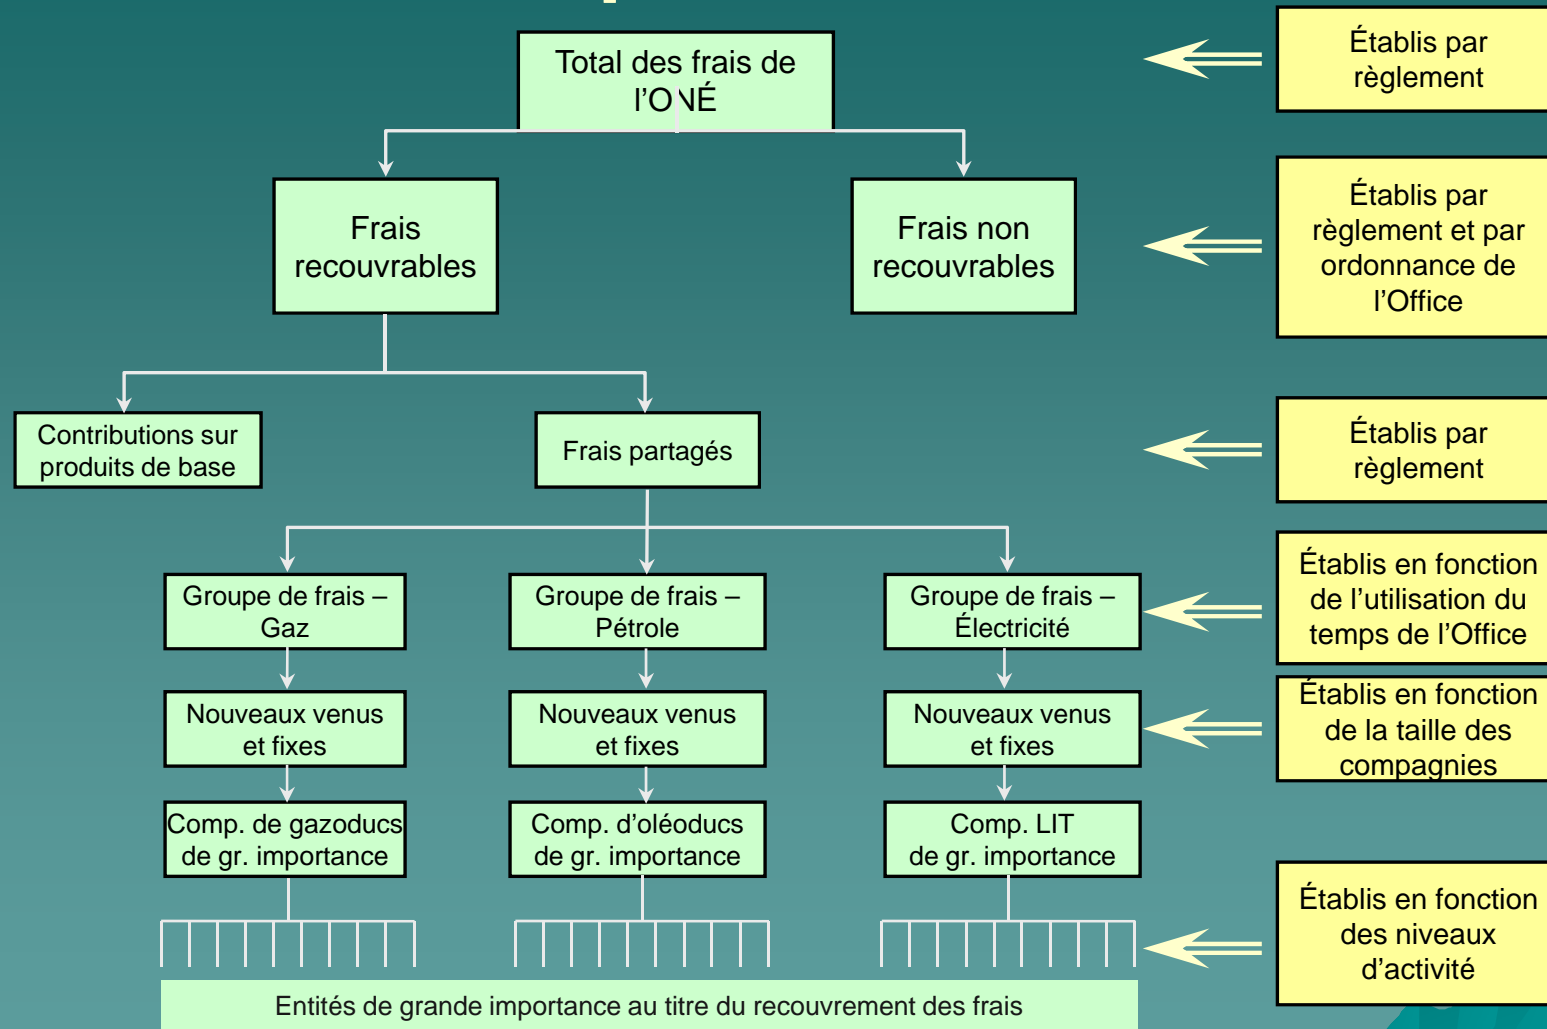 Total des frais de
l'ONÉ
Établis par
règlement
Frais
recouvrables
Frais non
recouvrables
Établis par
règlement et par
ordonnance de
l'Office
Contributions sur
produits de base
Frais partagés
Établis par
règlement
Groupe de frais –
Gaz
Groupe de frais –
Pétrole
Groupe de frais –
Électricité
Établis en fonction
de l'utilisation du
temps de l'Office
Nouveaux venus
et fixes
Nouveaux venus
et fixes
Nouveaux venus
et fixes
Établis en fonction
de la taille des
compagnies
Comp. de gazoducs
de gr. importance
Comp. d'oléoducs
de gr. importance
Comp. LIT
de gr. importance
Établis en fonction
des niveaux
d'activité
Entités de grande importance au titre du recouvrement des frais